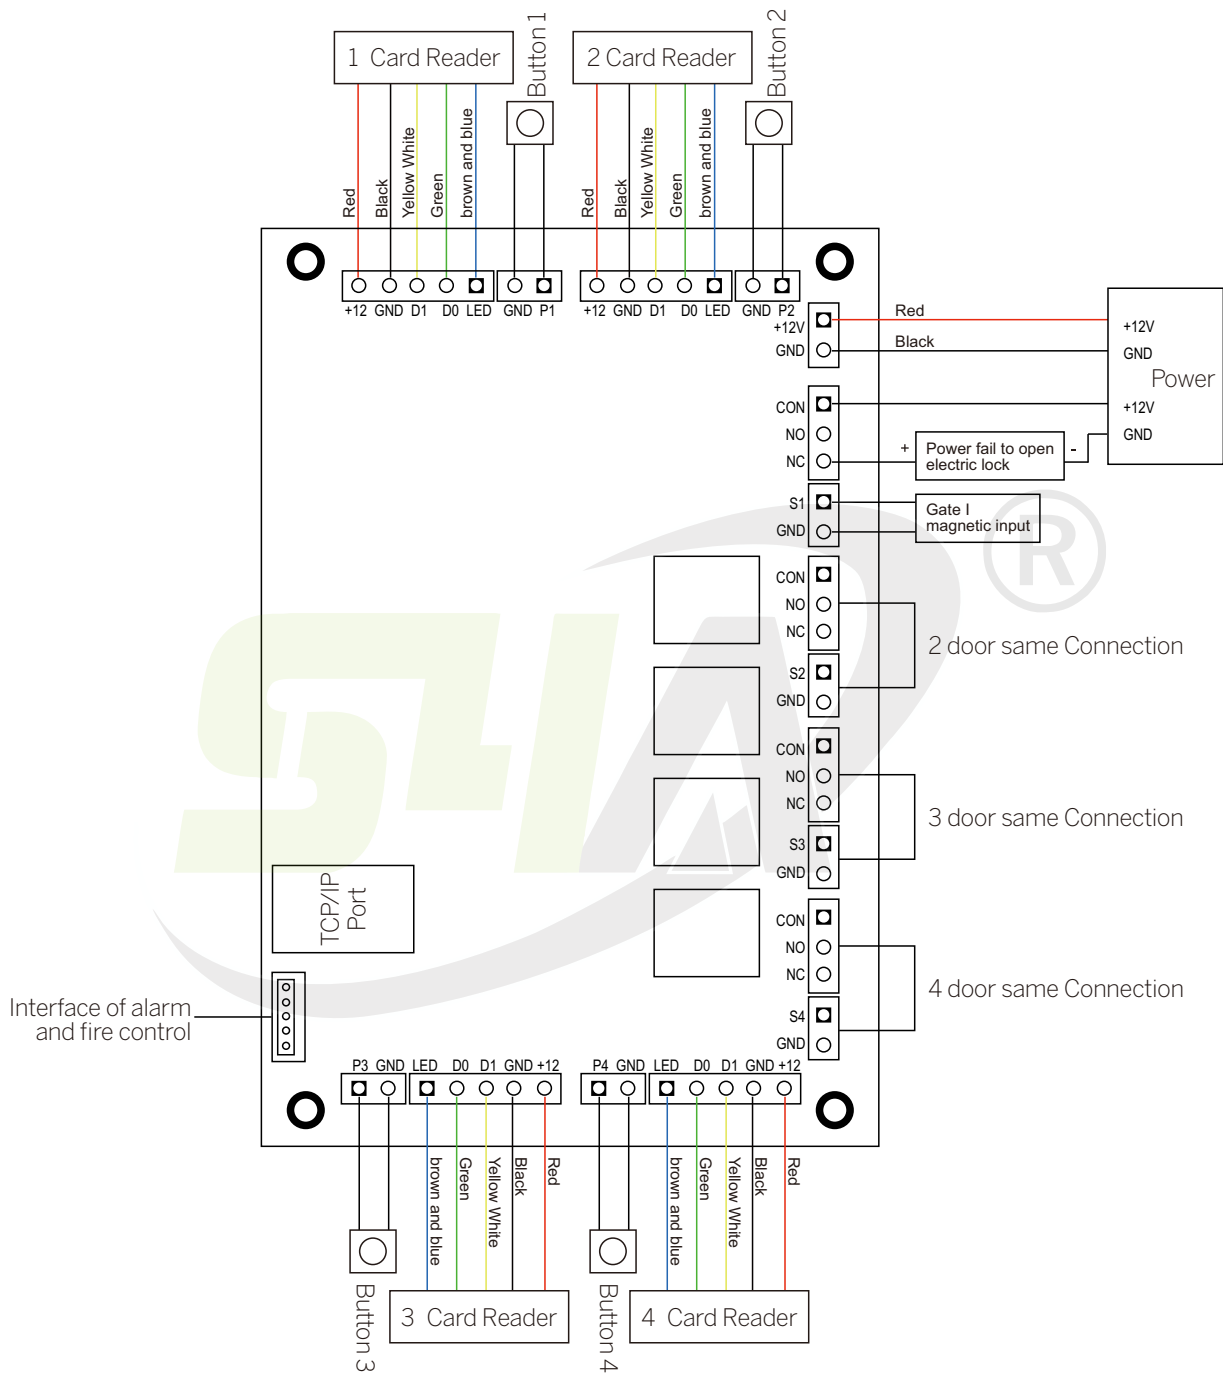 1 Card Reader
Button 1
2 Card Reader
Button 2
Red
Black
Yellow White
Green
brown and blue
Red
Black
Yellow White
Green
brown and blue
+12 GND D1 D0 LED
GND P1
+12 GND D1 D0 LED
GND P2
+12V
GND
Red
Black
+12V
GND
Power
+12V
GND
CON
NO
NC
+
Power fail to open
electric lock
-
S1
GND
Gate I
magnetic input
®
S4A
CON
NO
NC
S2
GND
2 door same Connection
CON
NO
NC
S3
GND
3 door same Connection
CON
NO
NC
S4
GND
4 door same Connection
TCP/IP
Port
Interface of alarm
and fire control
P3 GND
LED D0 D1 GND +12
P4 GND
LED D0 D1 GND +12
brown and blue
Green
Yellow White
Black
Red
brown and blue
Green
Yellow White
Black
Red
Button 3
3 Card Reader
Button 4
4 Card Reader